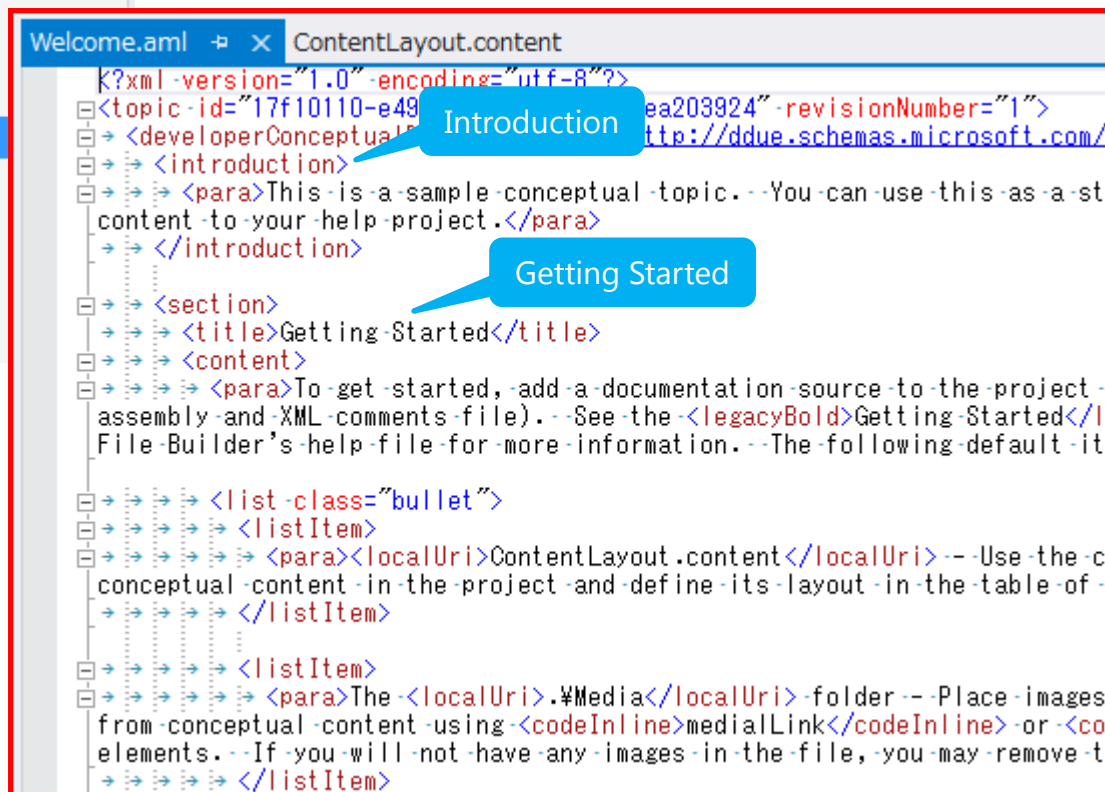 Welcome.aml ContentLayout.content
<?xml version="1.0" encoding="utf-8"?>
<topic id="17f10110-e49 ea203924" revisionNumber="1">
Introduction
<developerConceptual ttp://ddue.schemas.microsoft.com/
<introduction>
<para>This is a sample conceptual topic.  You can use this as a st
content to your help project.</para>
</introduction>
Getting Started
<section>
<title>Getting Started</title>
<content>
<para>To get started, add a documentation source to the project
assembly and XML comments file).  See the <legacyBold>Getting Started</l
File Builder's help file for more information.  The following default it
<list class="bullet">
<listItem>
<para><localUri>ContentLayout.content</localUri> - Use the c
conceptual content in the project and define its layout in the table of
</listItem>
<listItem>
<para>The <localUri>.¥Media</localUri> folder - Place images
from conceptual content using <codeInline>medialLink</codeInline> or <co
elements.  If you will not have any images in the file, you may remove t
</listItem>